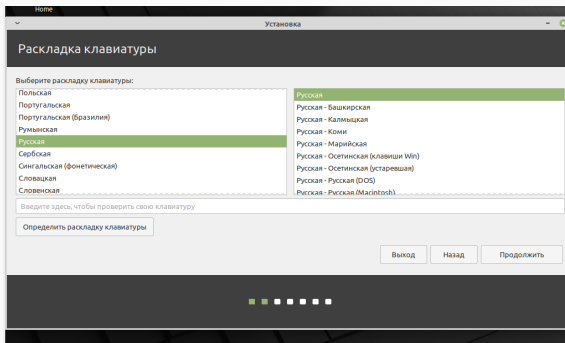 Home
Установка
Раскладка клавиатуры
Выберите раскладку клавиатуры:
Польская
Португальская
Португальская (Бразилия)
Румынская
Русская
Сербская
Сингальская (фонетическая)
Словацкая
Словенская
Русская
Русская - Башкирская
Русская - Калмыцкая
Русская - Коми
Русская - Марийская
Русская - Осетинская (клавиши Win)
Русская - Осетинская (устаревшая)
Русская - Русская (DOS)
Русская - Русская (Macintosh)
Введите здесь, чтобы проверить свою клавиатуру
Определить раскладку клавиатуры
Выход
Назад
Продолжить